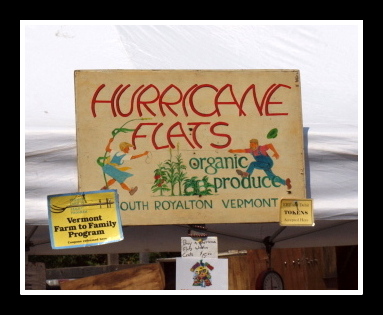 HURRICANE
FLATS
organic
produce
SOUTH ROYALTON VERMONT
Vermont
Farm to Family
Program
TOKENS